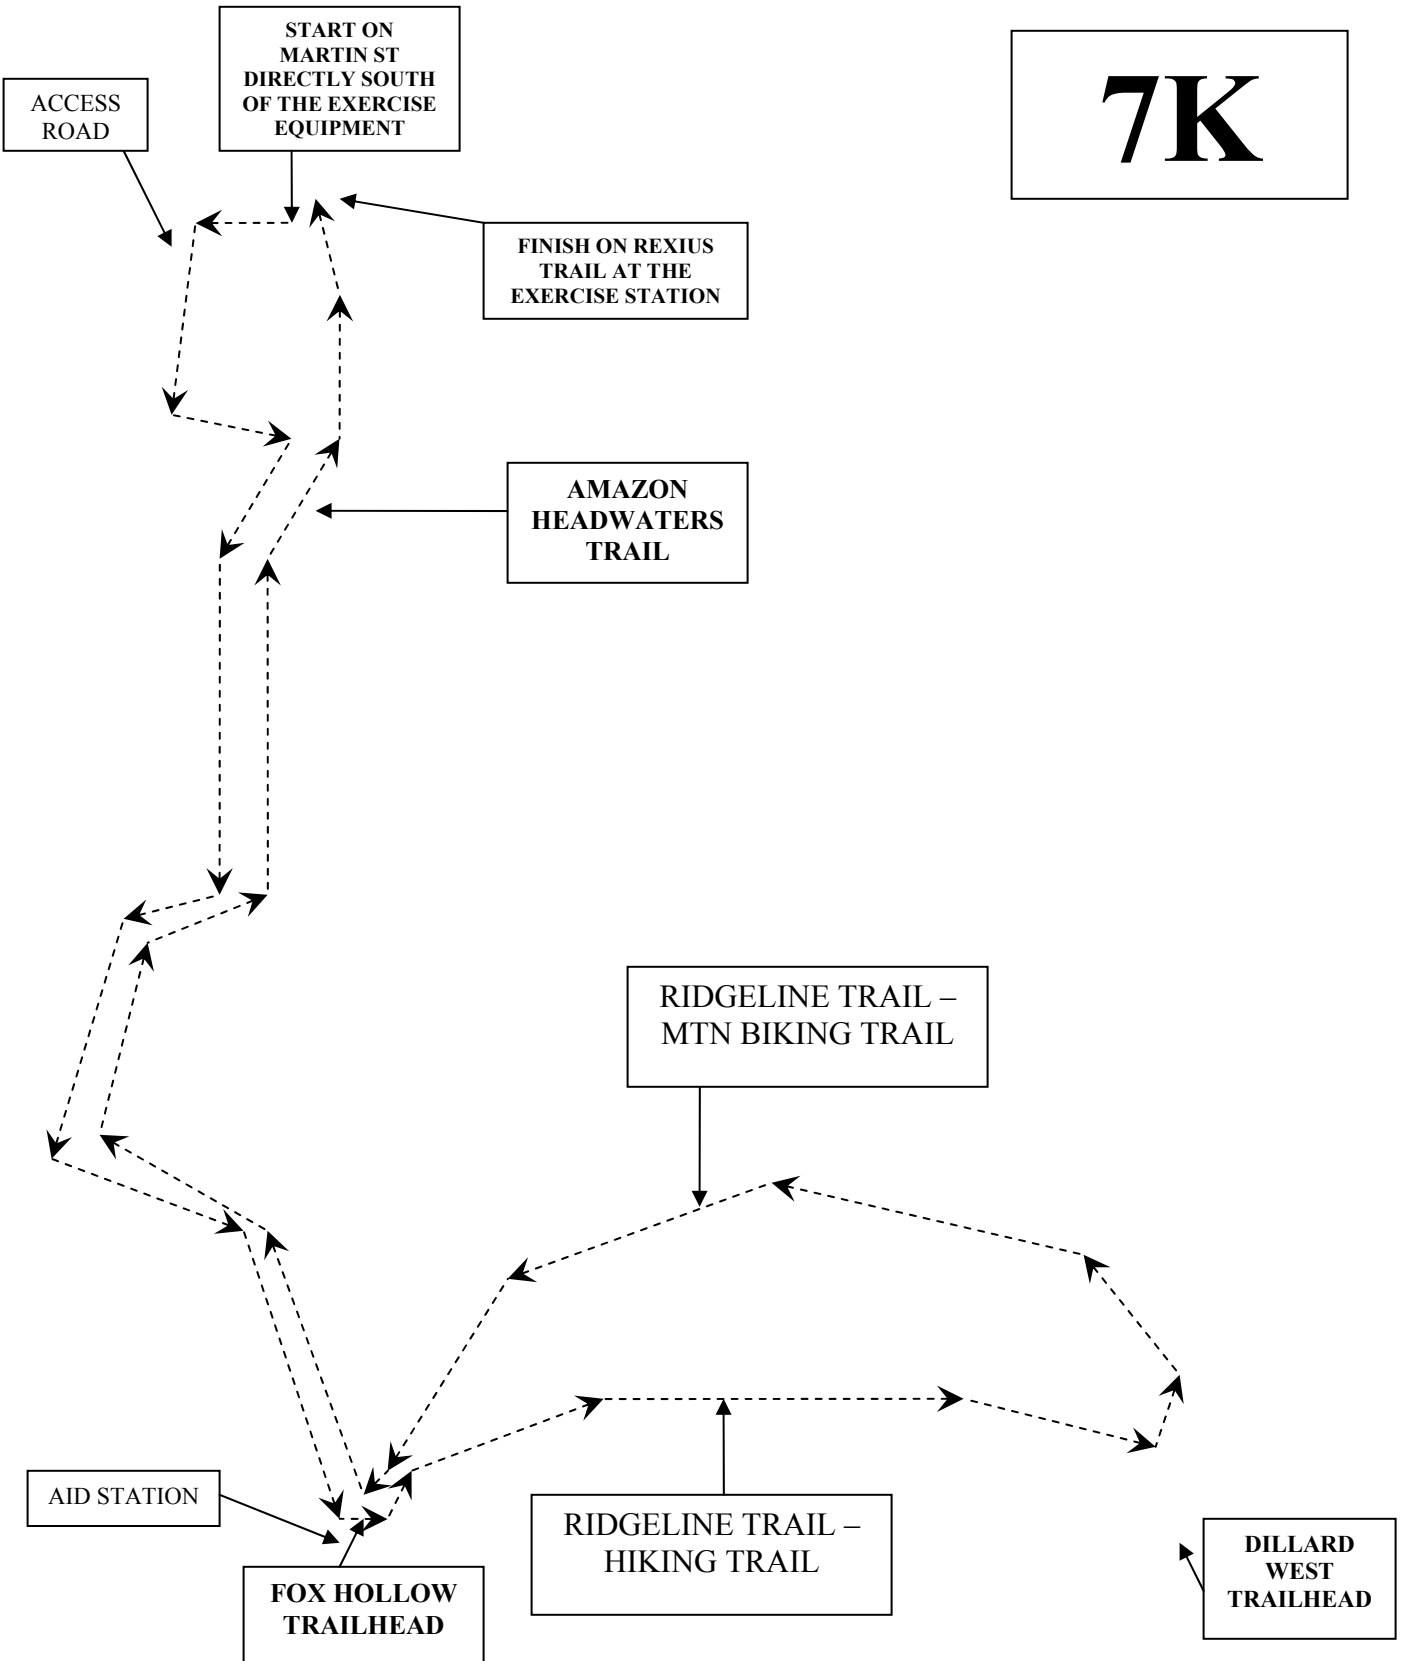 START ON
MARTIN ST
DIRECTLY SOUTH
OF THE EXERCISE
EQUIPMENT
7K
ACCESS
ROAD
FINISH ON REXIUS
TRAIL AT THE
EXERCISE STATION
AMAZON
HEADWATERS
TRAIL
RIDGELINE TRAIL –
MTN BIKING TRAIL
AID STATION
RIDGELINE TRAIL –
HIKING TRAIL
FOX HOLLOW
TRAILHEAD
DILLARD
WEST
TRAILHEAD